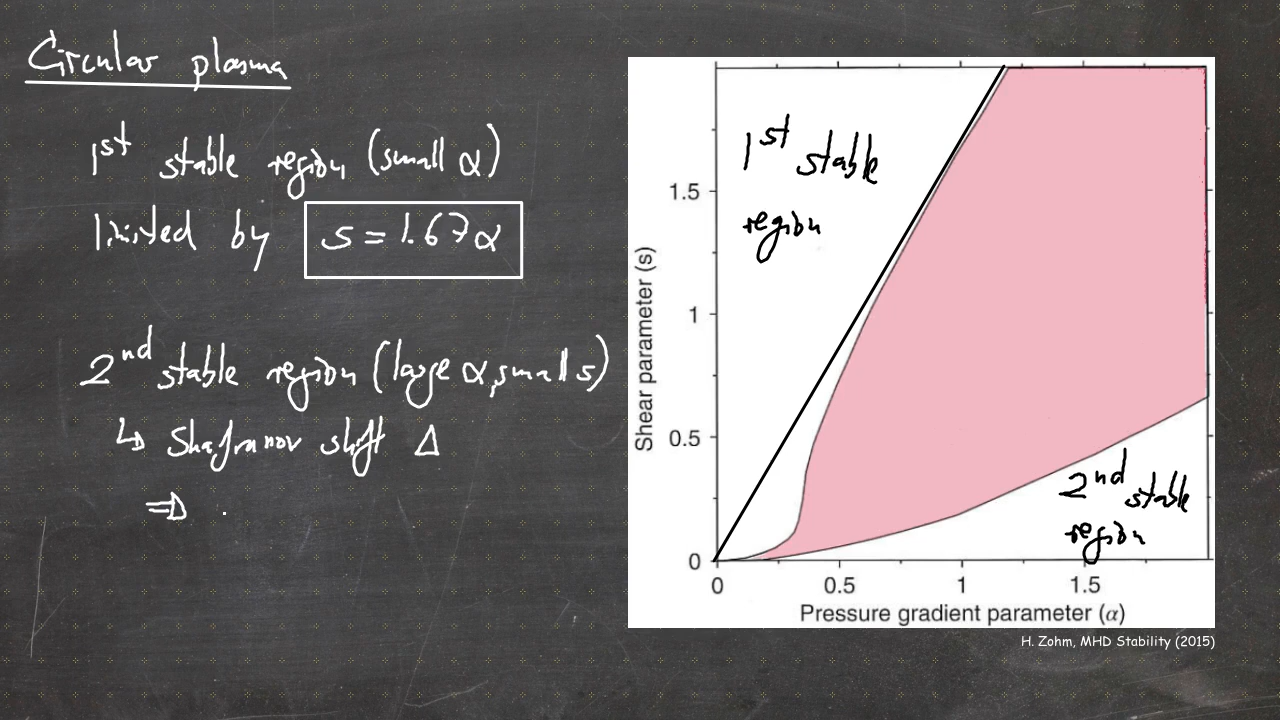 Circular plasma
1st stable region (small α)
limited by s = 1.67α
2nd stable region (large α, small s)
↳ Shafranov shift Δ
⇒
1st stable
region
2nd stable
region
Shear parameter (s)
1.5
1
0.5
0
0 0.5 1 1.5
Pressure gradient parameter (α)
H. Zohm, MHD Stability (2015)